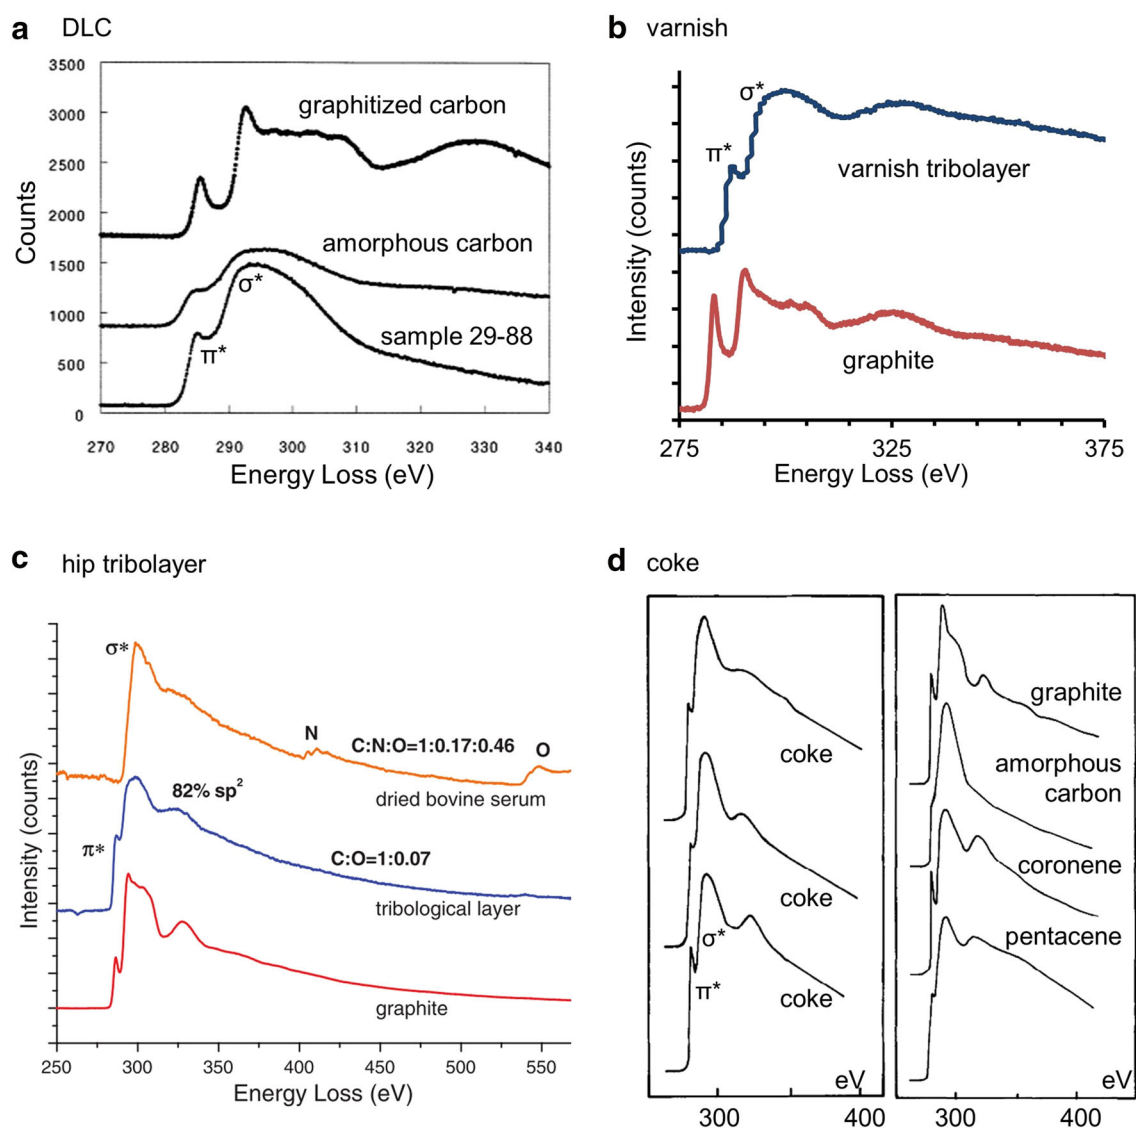 a DLC
3500
3000
2500
2000
1500
1000
500
0
Counts
graphitized carbon
amorphous carbon
σ*
sample 29-88
π*
270 280 290 300 310 320 330 340
Energy Loss (eV)
b varnish
σ*
π*
varnish tribolayer
Intensity (counts)
graphite
275 325 375
Energy Loss (eV)
c hip tribolayer
σ*
N
C:N:O=1:0.17:0.46
O
82% sp²
dried bovine serum
π*
C:O=1:0.07
Intensity (counts)
tribological layer
graphite
250 300 350 400 450 500 550
Energy Loss (eV)
d coke
coke
coke
σ*
π*
coke
eV
300 400
graphite
amorphous
carbon
coronene
pentacene
eV
300 400